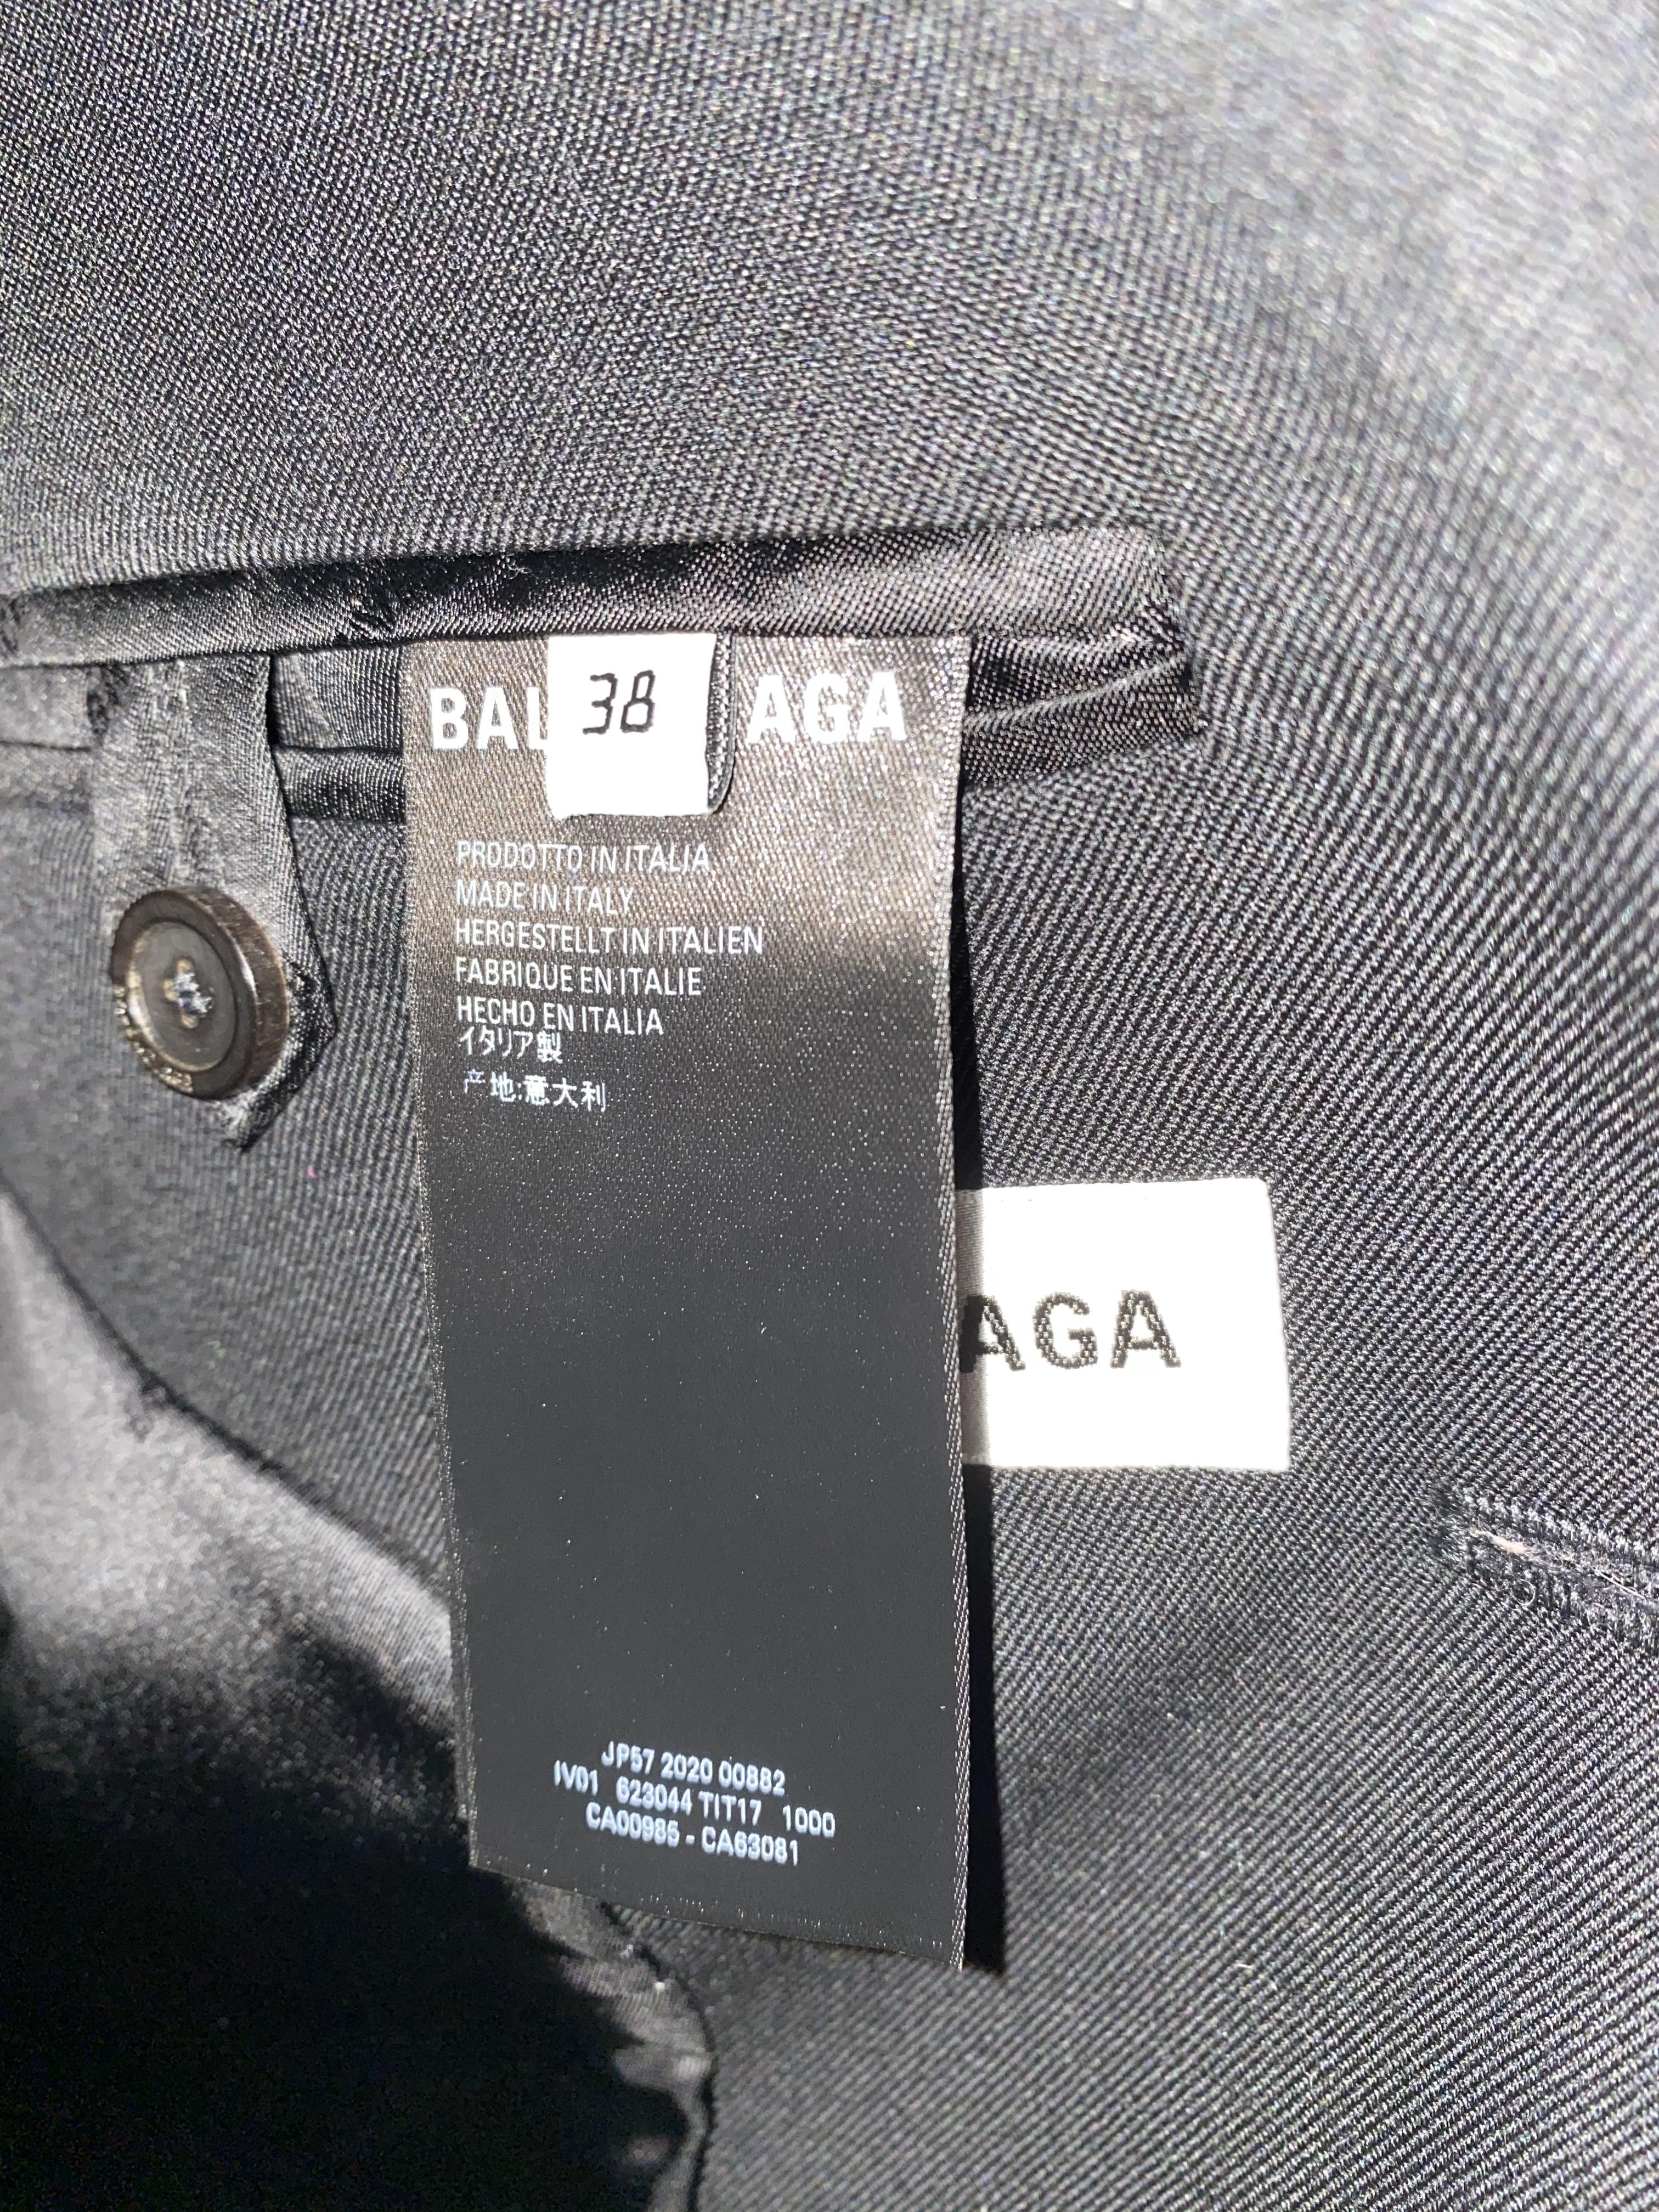 BAL AGA
38
PRODOTTO IN ITALIA
MADE IN ITALY
HERGESTELLT IN ITALIEN
FABRIQUE EN ITALIE
HECHO EN ITALIA
イタリア製
产地:意大利
AGA
JP57 2020 00882
IV01 623044 TIT17 1000
CA00985 - CA63081